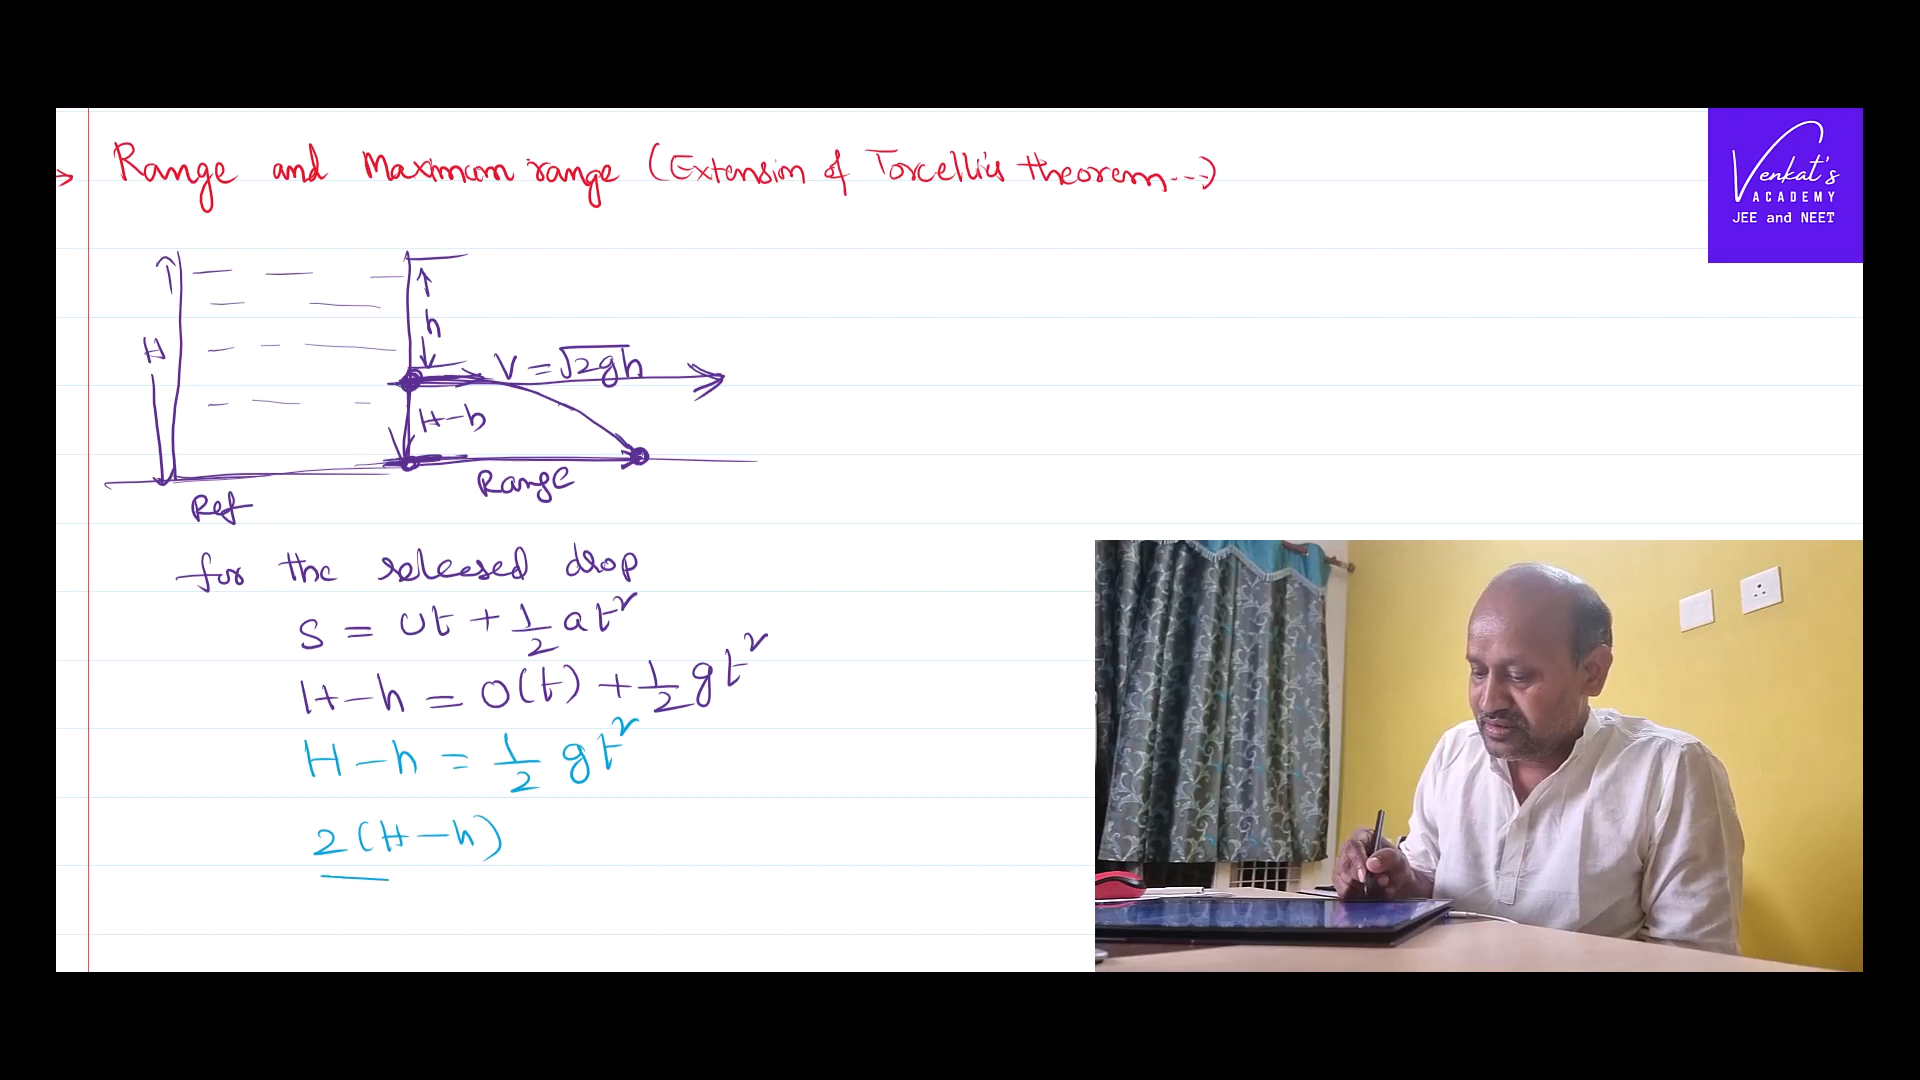 Range and Maximum range (Extension of Torcelli's theorem...)
Venkat's
ACADEMY
JEE and NEET
H
h
V = √2gh
H-h
Range
Ref
for the released drop
S = ut + 1/2 at²
H-h = 0(t) + 1/2 gt²
H-h = 1/2 gt²
2(H-h)